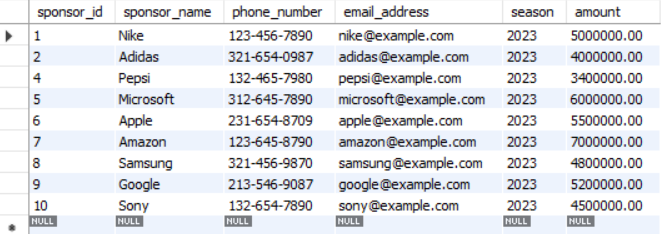 sponsor_id sponsor_name phone_number email_address season amount
1 Nike 123-456-7890 nike@example.com 2023 5000000.00
2 Adidas 321-654-0987 adidas@example.com 2023 4000000.00
4 Pepsi 132-465-7980 pepsi@example.com 2023 3400000.00
5 Microsoft 312-645-7890 microsoft@example.com 2023 6000000.00
6 Apple 231-654-8709 apple@example.com 2023 5500000.00
7 Amazon 123-645-8790 amazon@example.com 2023 7000000.00
8 Samsung 321-456-9870 samsung@example.com 2023 4800000.00
9 Google 213-546-9087 google@example.com 2023 5200000.00
10 Sony 132-654-7890 sony@example.com 2023 4500000.00
NULL NULL NULL NULL NULL NULL